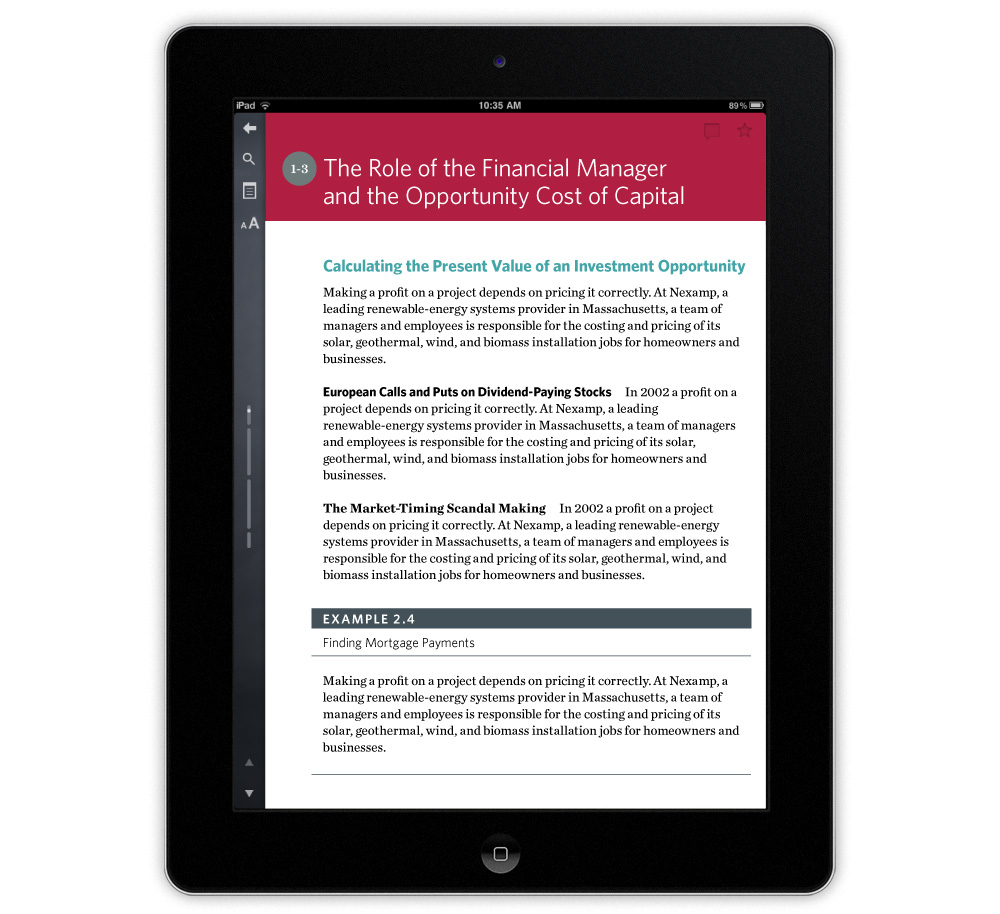 iPad 10:35 AM 89%
1-3 The Role of the Financial Manager
and the Opportunity Cost of Capital
AA
Calculating the Present Value of an Investment Opportunity
Making a profit on a project depends on pricing it correctly. At Nexamp, a
leading renewable-energy systems provider in Massachusetts, a team of
managers and employees is responsible for the costing and pricing of its
solar, geothermal, wind, and biomass installation jobs for homeowners and
businesses.
European Calls and Puts on Dividend-Paying Stocks In 2002 a profit on a
project depends on pricing it correctly. At Nexamp, a leading
renewable-energy systems provider in Massachusetts, a team of managers
and employees is responsible for the costing and pricing of its solar,
geothermal, wind, and biomass installation jobs for homeowners and
businesses.
The Market-Timing Scandal Making In 2002 a profit on a project
depends on pricing it correctly. At Nexamp, a leading renewable-energy
systems provider in Massachusetts, a team of managers and employees is
responsible for the costing and pricing of its solar, geothermal, wind, and
biomass installation jobs for homeowners and businesses.
EXAMPLE 2.4
Finding Mortgage Payments
Making a profit on a project depends on pricing it correctly. At Nexamp, a
leading renewable-energy systems provider in Massachusetts, a team of
managers and employees is responsible for the costing and pricing of its
solar, geothermal, wind, and biomass installation jobs for homeowners and
businesses.